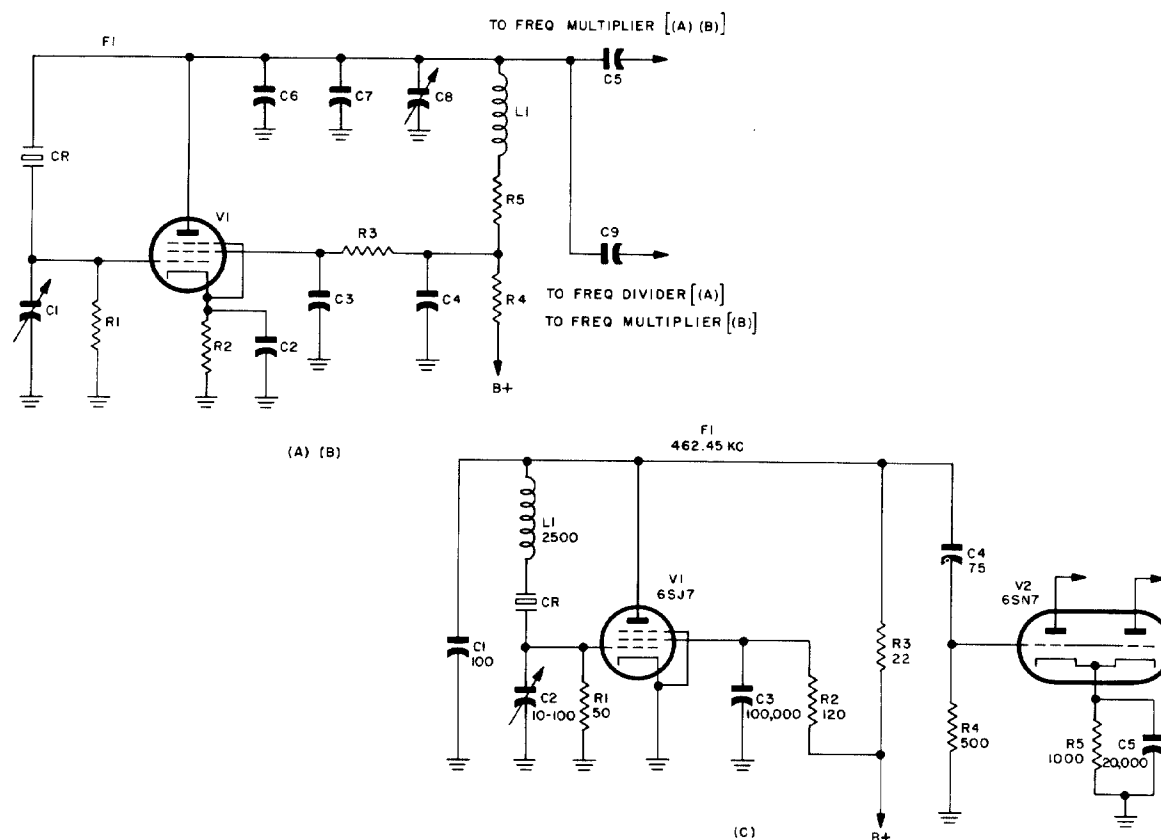 TO FREQ MULTIPLIER [(A) (B)]
F1
C5
C6
C7
C8
L1
CR
R5
V1
C9
R3
C1
R1
C3
C4
R4
TO FREQ DIVIDER [(A)]
R2
C2
TO FREQ MULTIPLIER [(B)]
B+
(A) (B)
F1
462.45 KC
L1
2500
C4
75
V2
6SN7
V1
6SJ7
CR
C1
100
R3
22
C2
10-100
R1
50
C3
100,000
R2
120
R4
500
R5
1000
C5
20,000
(C)
B+